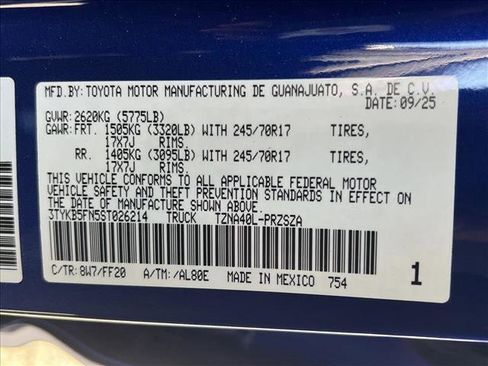 MFD.BY: TOYOTA MOTOR MANUFACTURING DE GUANAJUATO, S.A. DE C.V.
DATE: 09/25
GVWR: 2620KG (5775LB)
GAWR: FRT. 1505KG (3320LB) WITH 245/70R17 TIRES,
17X7J RIMS.
RR. 1405KG (3095LB) WITH 245/70R17 TIRES,
17X7J RIMS.
THIS VEHICLE CONFORMS TO ALL APPLICABLE FEDERAL MOTOR
VEHICLE SAFETY AND THEFT PREVENTION STANDARDS IN EFFECT ON
THE DATE OF MANUFACTURE SHOWN ABOVE.
3TYKB5FN5ST026214 TRUCK TZNA40L-PRZSZA
C/TR: 8W7/FF20 A/TM: /AL80E MADE IN MEXICO 754
1